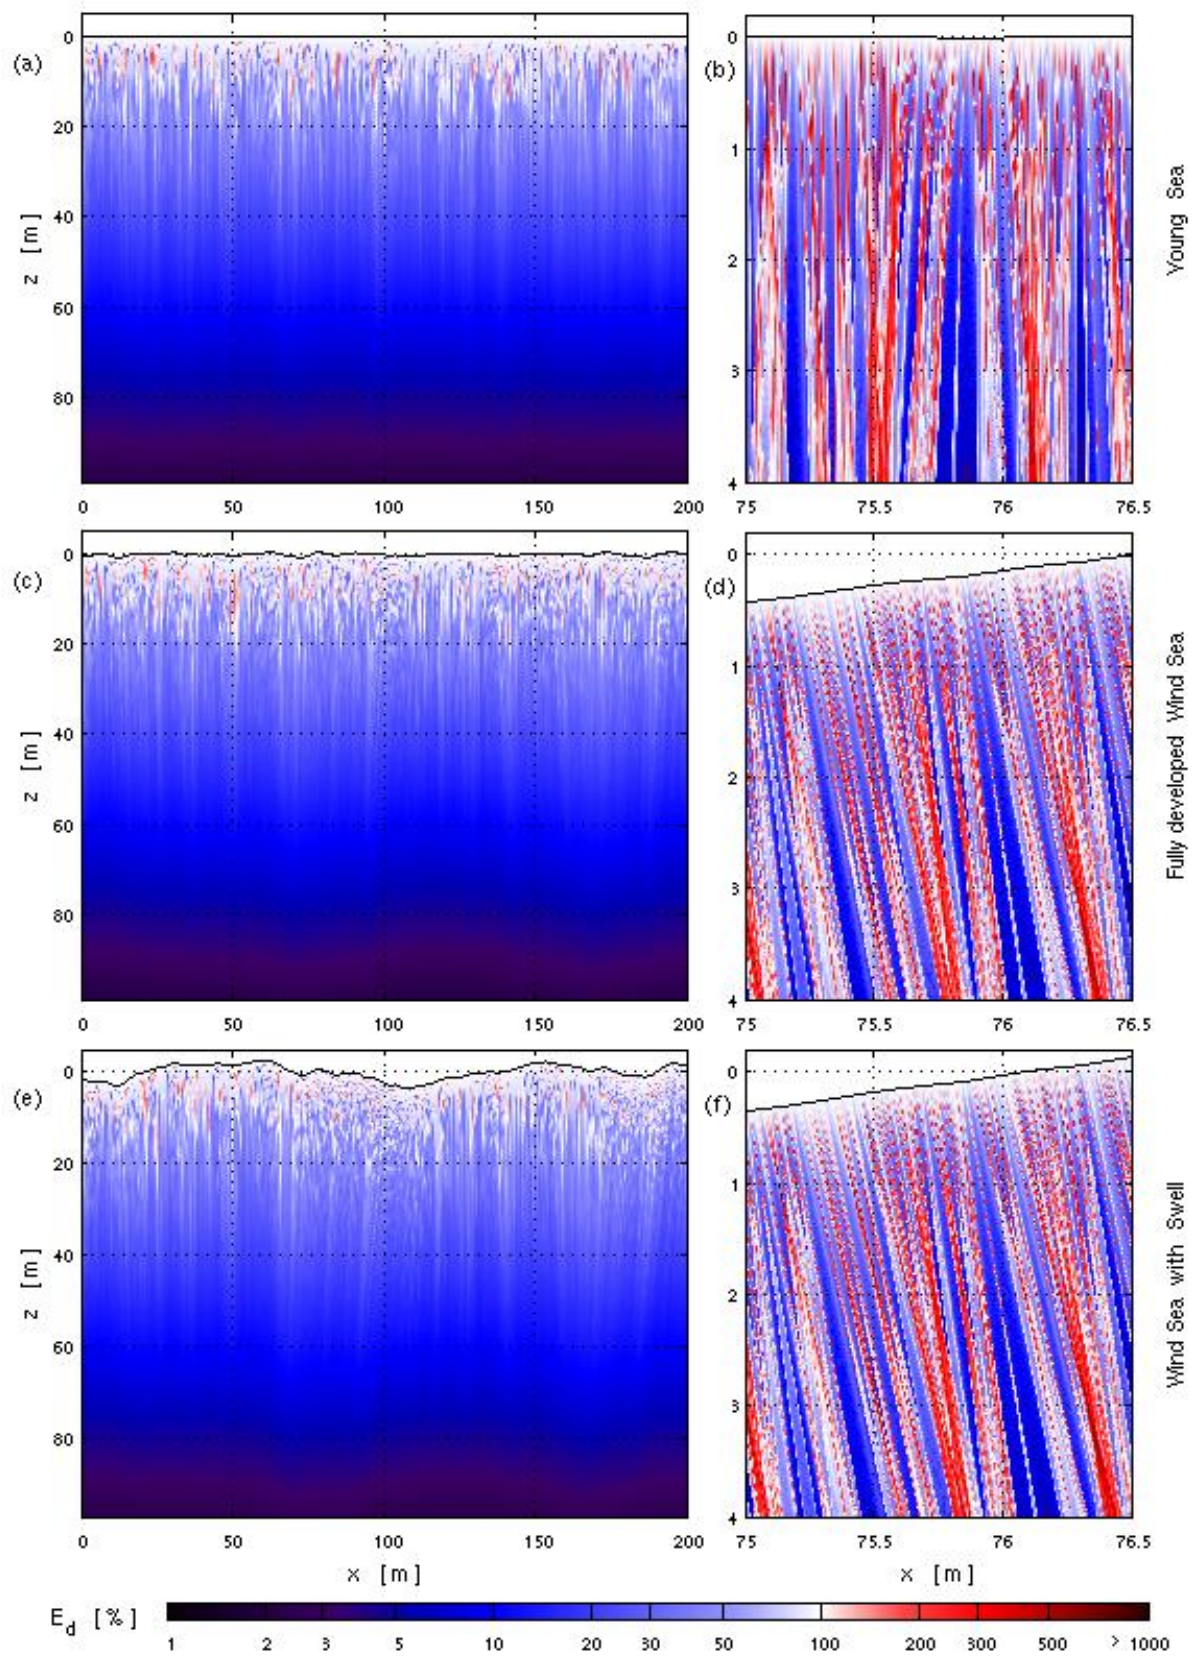 (a)
z [m]
0
20
40
60
80
0 50 100 150 200
(b)
0
1
2
3
4
75 75.5 76 76.5
Young Sea
(c)
z [m]
0
20
40
60
80
0 50 100 150 200
(d)
0
1
2
3
4
75 75.5 76 76.5
Fully developed Wind Sea
(e)
z [m]
0
20
40
60
80
0 50 100 150 200
x [m]
(f)
0
1
2
3
4
75 75.5 76 76.5
x [m]
Wind Sea with Swell
E_d [%]
1 2 3 5 10 20 30 50 100 200 300 500 > 1000